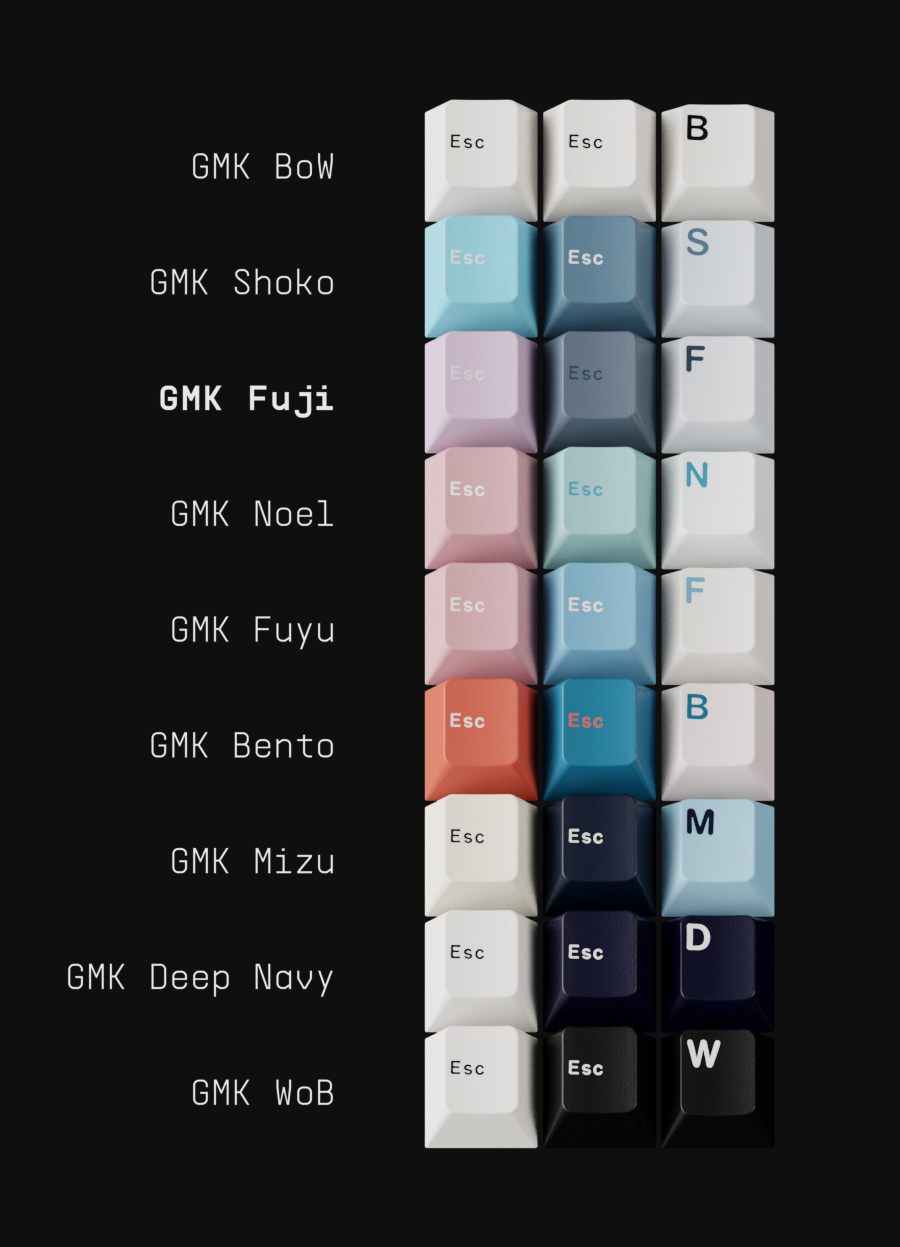 GMK BoW Esc Esc B
GMK Shoko Esc Esc S
GMK Fuji Esc Esc F
GMK Noel Esc Esc N
GMK Fuyu Esc Esc F
GMK Bento Esc Esc B
GMK Mizu Esc Esc M
GMK Deep Navy Esc Esc D
GMK WoB Esc Esc W